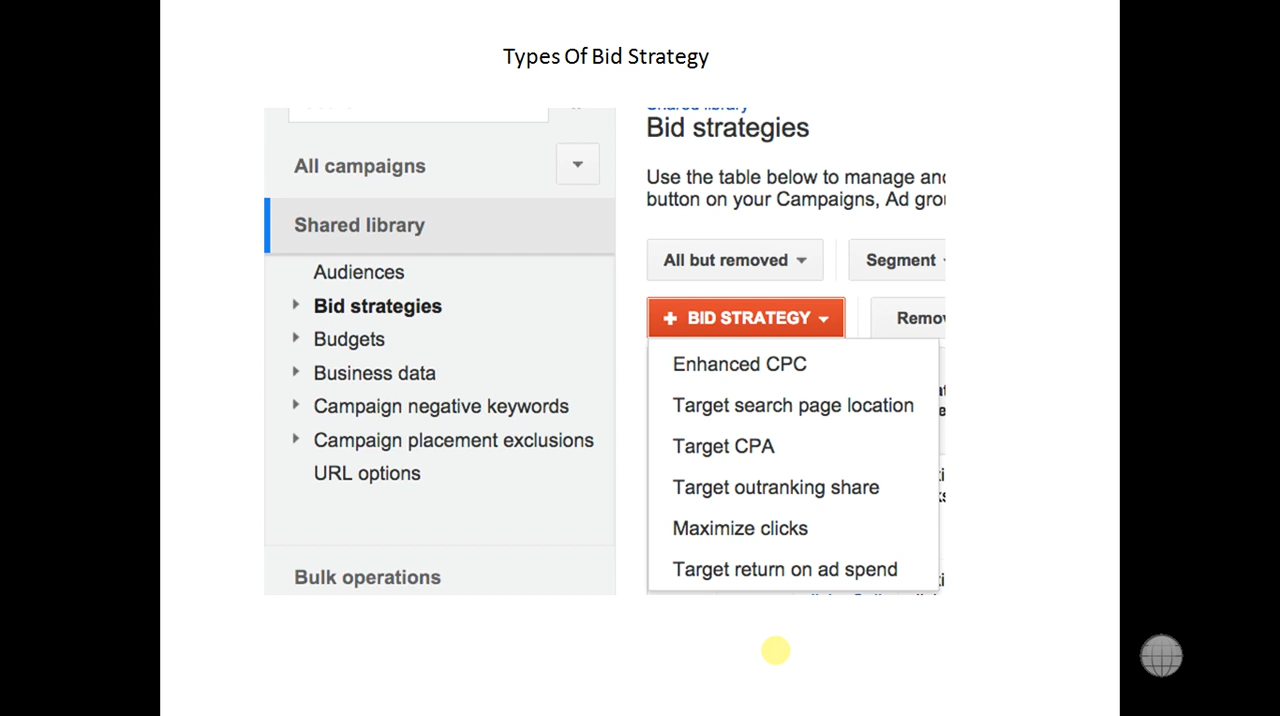 Types Of Bid Strategy
All campaigns
Shared library
Audiences
Bid strategies
Budgets
Business data
Campaign negative keywords
Campaign placement exclusions
URL options
Bulk operations
Shared library
Bid strategies
Use the table below to manage
button on your Campaigns, Ad
All but removed
Segment
+ BID STRATEGY
Enhanced CPC
Target search page location
Target CPA
Target outranking share
Maximize clicks
Target return on ad spend